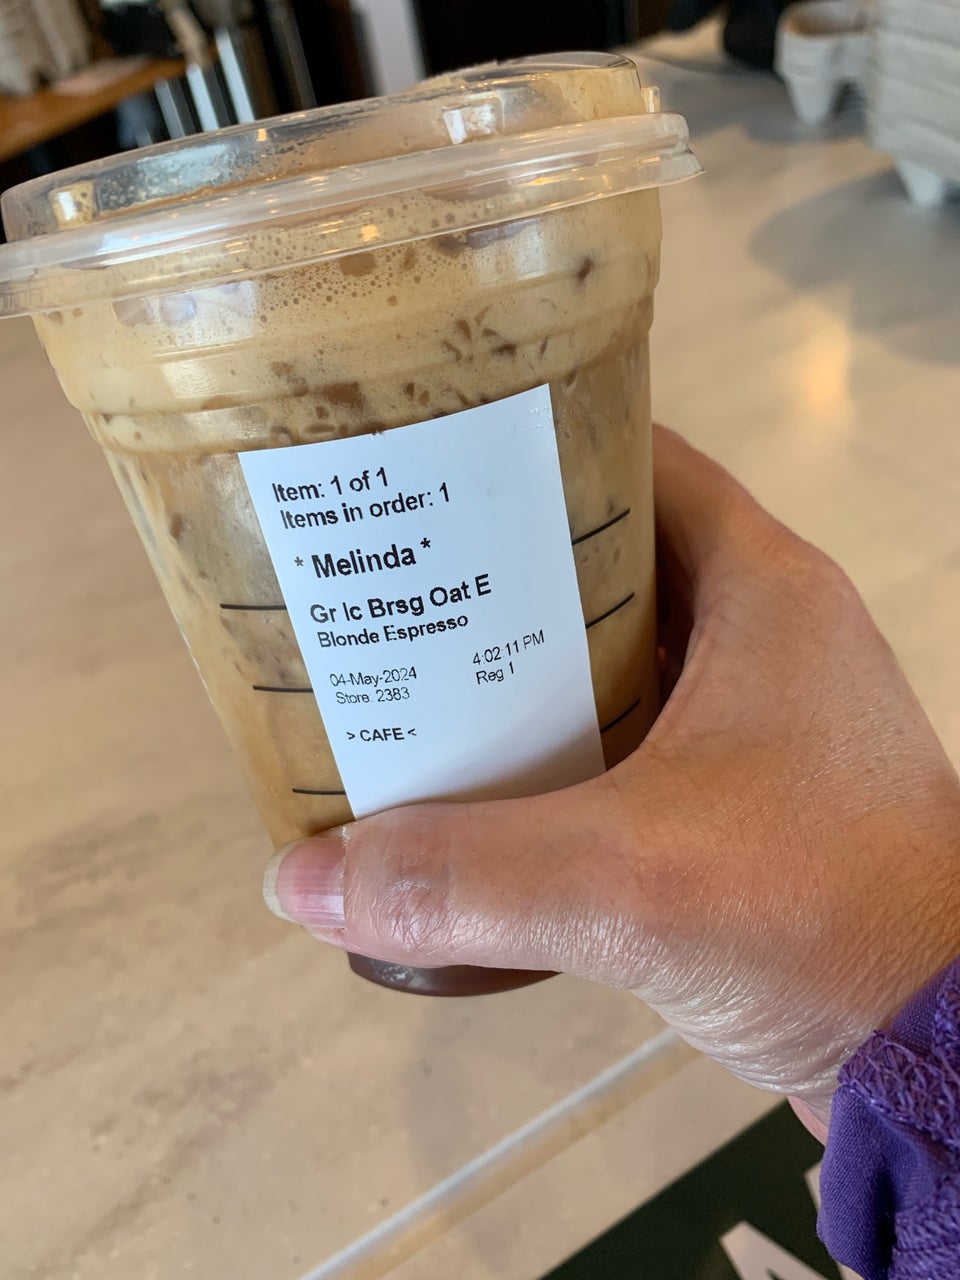 Item: 1 of 1
Items in order: 1
* Melinda *
Gr Ic Brsg Oat E
Blonde Espresso
04-May-2024 4:02:11 PM
Store: 2383 Reg 1
> CAFE <